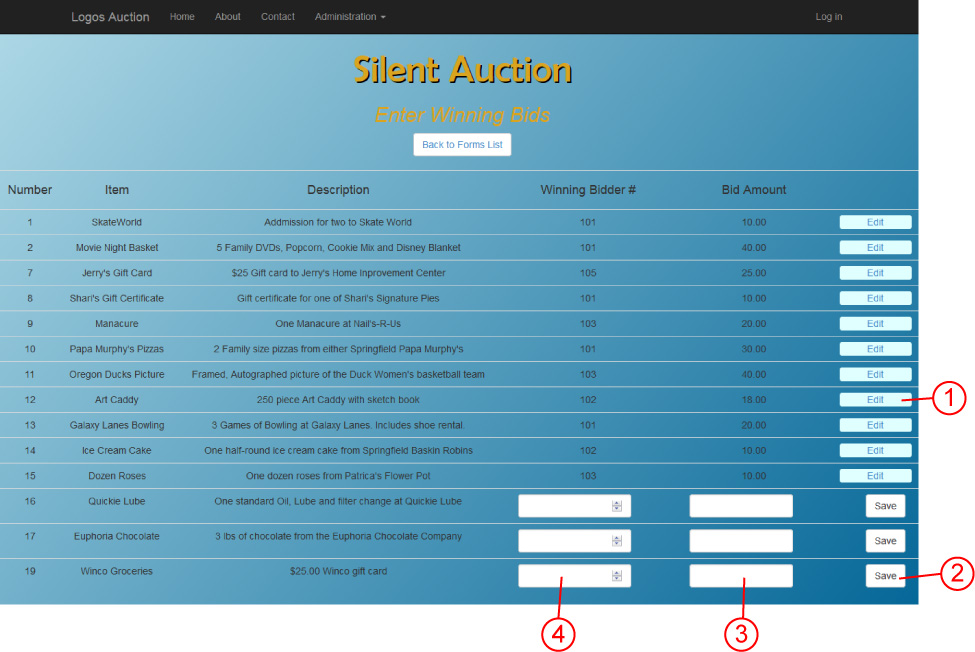 Logos Auction Home About Contact Administration Log in
Silent Auction
Enter Winning Bids
Back to Forms List
Number Item Description Winning Bidder # Bid Amount
1 SkateWorld Addmission for two to Skate World 101 10.00 Edit
2 Movie Night Basket 5 Family DVDs, Popcorn, Cookie Mix and Disney Blanket 101 40.00 Edit
7 Jerry's Gift Card $25 Gift card to Jerry's Home Inprovement Center 105 25.00 Edit
8 Shari's Gift Certificate Gift certificate for one of Shari's Signature Pies 101 10.00 Edit
9 Manacure One Manacure at Nail's-R-Us 103 20.00 Edit
10 Papa Murphy's Pizzas 2 Family size pizzas from either Springfield Papa Murphy's 101 30.00 Edit
11 Oregon Ducks Picture Framed, Autographed picture of the Duck Women's basketball team 103 40.00 Edit
12 Art Caddy 250 piece Art Caddy with sketch book 102 18.00 Edit 1
13 Galaxy Lanes Bowling 3 Games of Bowling at Galaxy Lanes. Includes shoe rental. 101 20.00 Edit
14 Ice Cream Cake One half-round ice cream cake from Springfield Baskin Robins 102 10.00 Edit
15 Dozen Roses One dozen roses from Patrica's Flower Pot 103 10.00 Edit
16 Quickie Lube One standard Oil, Lube and filter change at Quickie Lube Save
17 Euphoria Chocolate 3 lbs of chocolate from the Euphoria Chocolate Company Save
19 Winco Groceries $25.00 Winco gift card Save 2
4 3